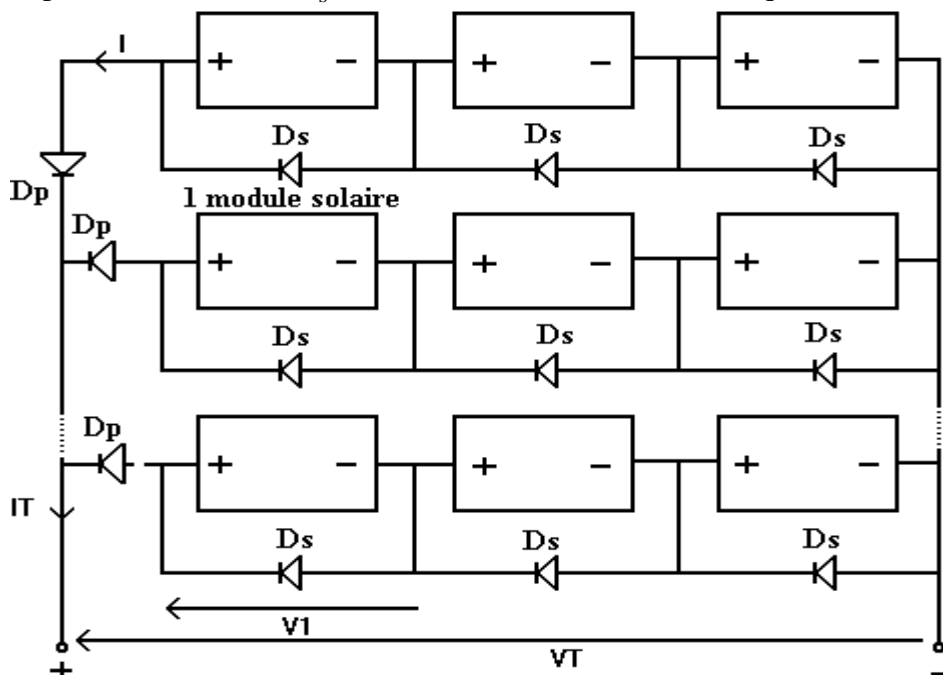 I
+ − + − + −
Ds Ds Ds
Dp
1 module solaire
Dp
+ − + − + −
Ds Ds Ds
Dp
+ − + − + −
IT
Ds Ds Ds
V1
VT
+ −